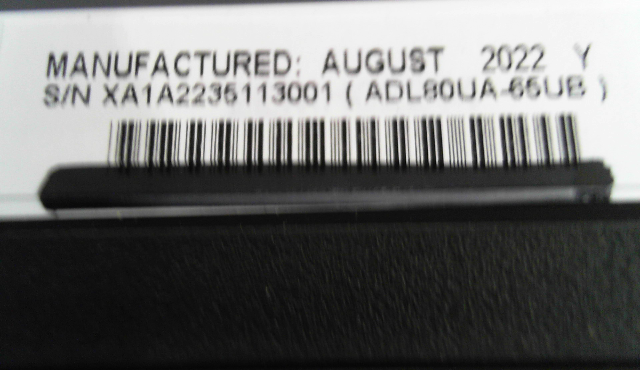 MANUFACTURED: AUGUST 2022 Y
S/N XA1A2235113001 ( ADL80UA-65UB )